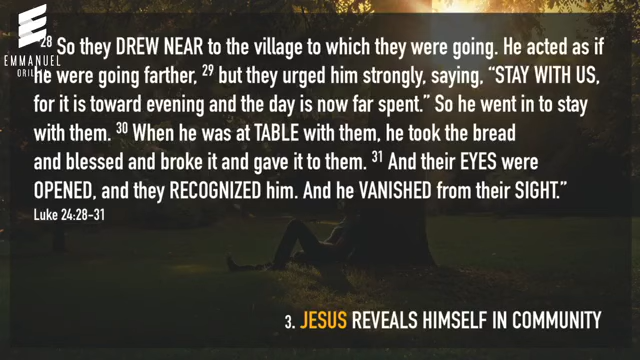 EMMANUEL
28 So they DREW NEAR to the village to which they were going. He acted as if
he were going farther, 29 but they urged him strongly, saying, “STAY WITH US,
for it is toward evening and the day is now far spent.” So he went in to stay
with them. 30 When he was at TABLE with them, he took the bread
and blessed and broke it and gave it to them. 31 And their EYES were
OPENED, and they RECOGNIZED him. And he VANISHED from their SIGHT.”
Luke 24:28-31
3. JESUS REVEALS HIMSELF IN COMMUNITY